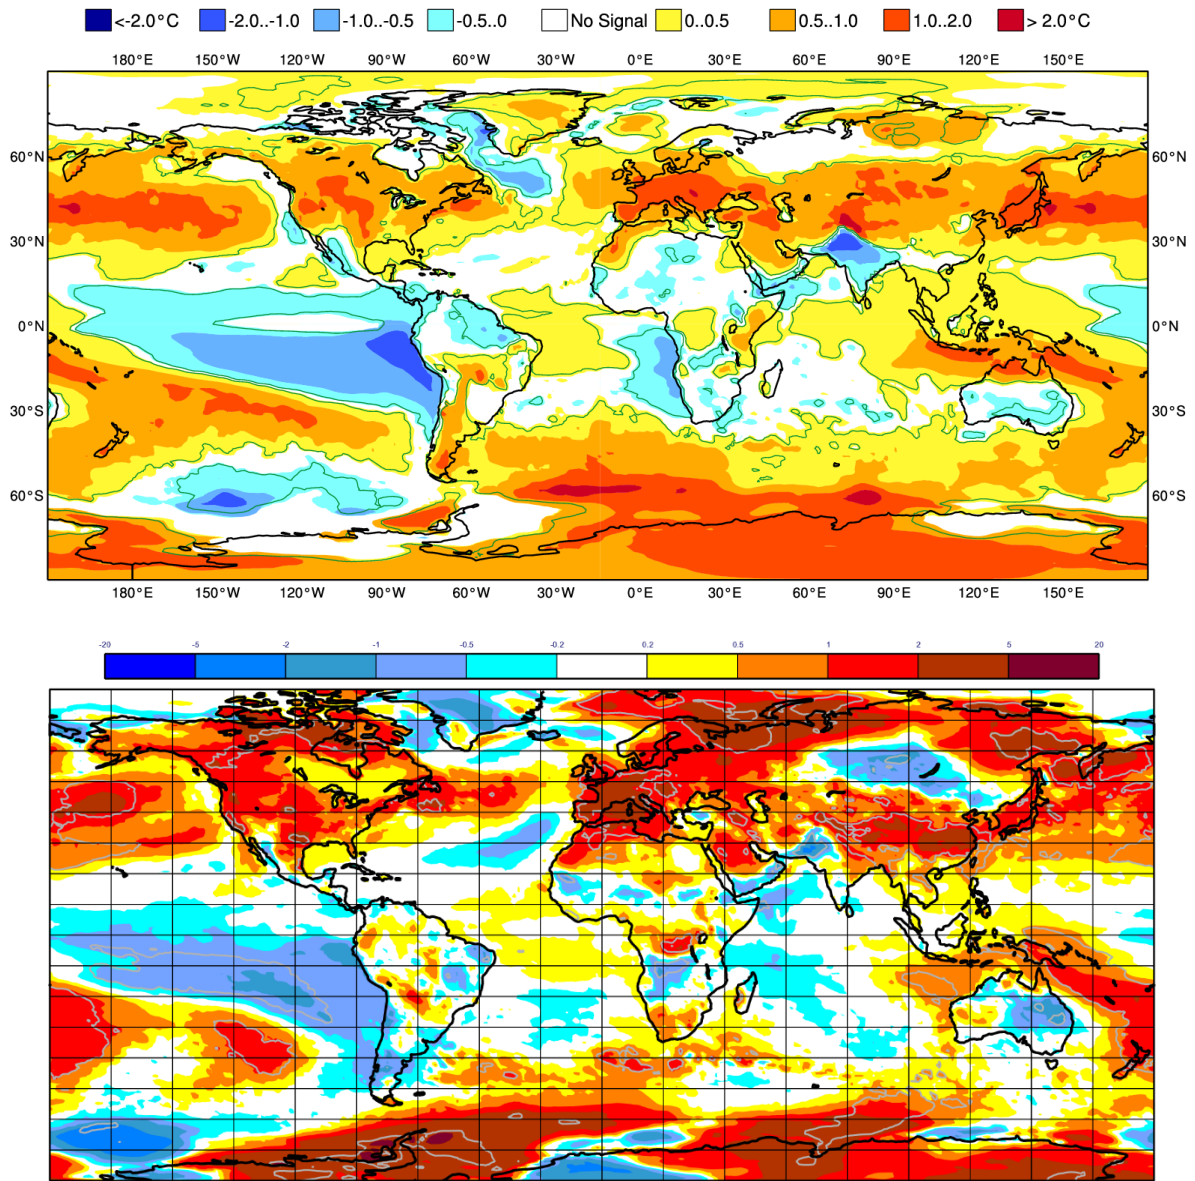 <-2.0°C -2.0..-1.0 -1.0..-0.5 -0.5..0 No Signal 0..0.5 0.5..1.0 1.0..2.0 > 2.0°C
180°E 150°W 120°W 90°W 60°W 30°W 0°E 30°E 60°E 90°E 120°E 150°E
60°N 60°N
30°N 30°N
0°N 0°N
30°S 30°S
60°S 60°S
180°E 150°W 120°W 90°W 60°W 30°W 0°E 30°E 60°E 90°E 120°E 150°E
-20 -5 -2 -1 -0.5 -0.2 0.2 0.5 1 2 5 20